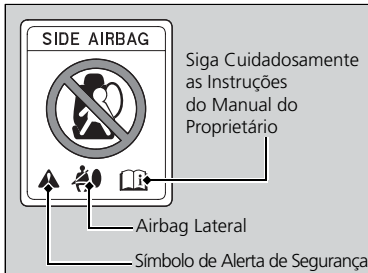 SIDE AIRBAG
Siga Cuidadosamente
as Instruções
do Manual do
Proprietário
Airbag Lateral
Símbolo de Alerta de Segurança